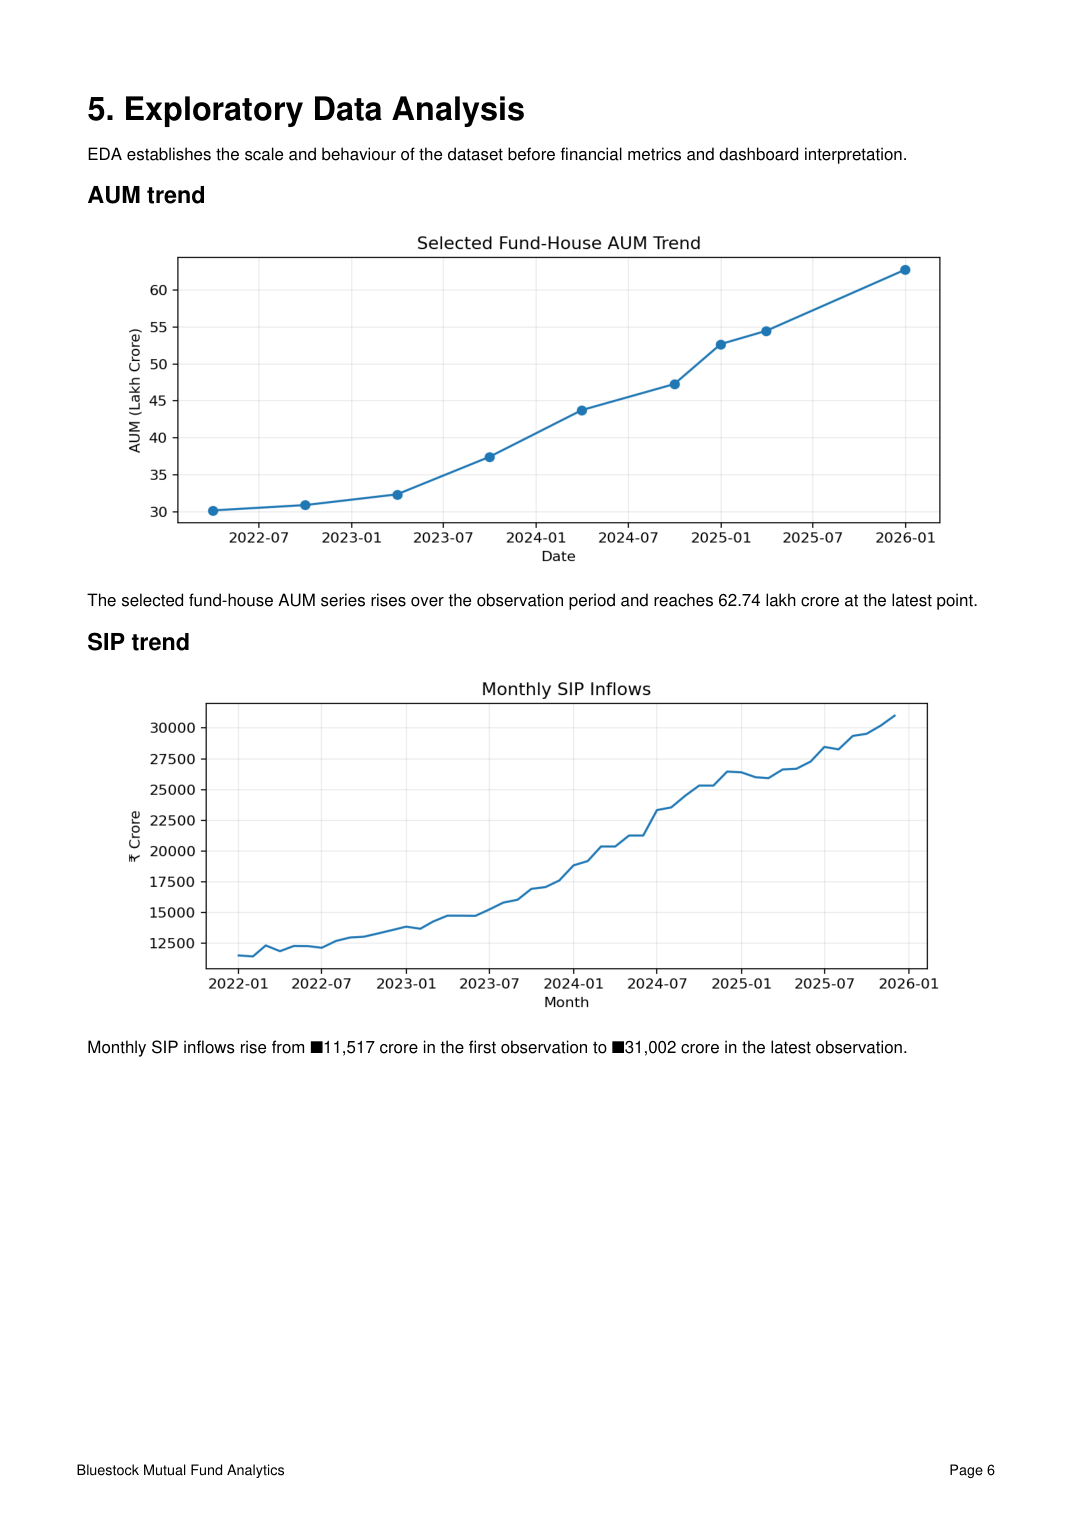 5. Exploratory Data Analysis
EDA establishes the scale and behaviour of the dataset before financial metrics and dashboard interpretation.
AUM trend
Selected Fund-House AUM Trend
AUM (Lakh Crore)
60
55
50
45
40
35
30
2022-07 2023-01 2023-07 2024-01 2024-07 2025-01 2025-07 2026-01
Date
The selected fund-house AUM series rises over the observation period and reaches 62.74 lakh crore at the latest point.
SIP trend
Monthly SIP Inflows
₹ Crore
30000
27500
25000
22500
20000
17500
15000
12500
2022-01 2022-07 2023-01 2023-07 2024-01 2024-07 2025-01 2025-07 2026-01
Month
Monthly SIP inflows rise from ■11,517 crore in the first observation to ■31,002 crore in the latest observation.
Bluestock Mutual Fund Analytics Page 6